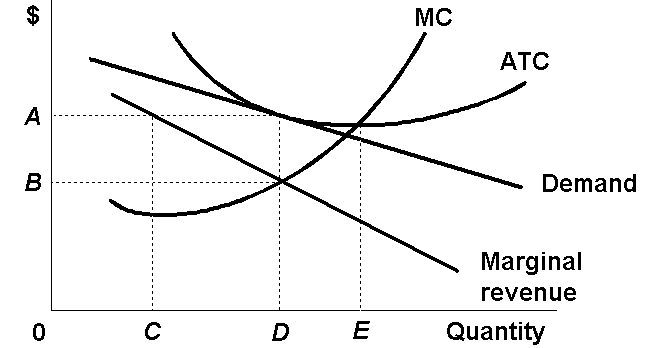 $
MC
ATC
A
B
Demand
Marginal
revenue
0
C
D
E
Quantity